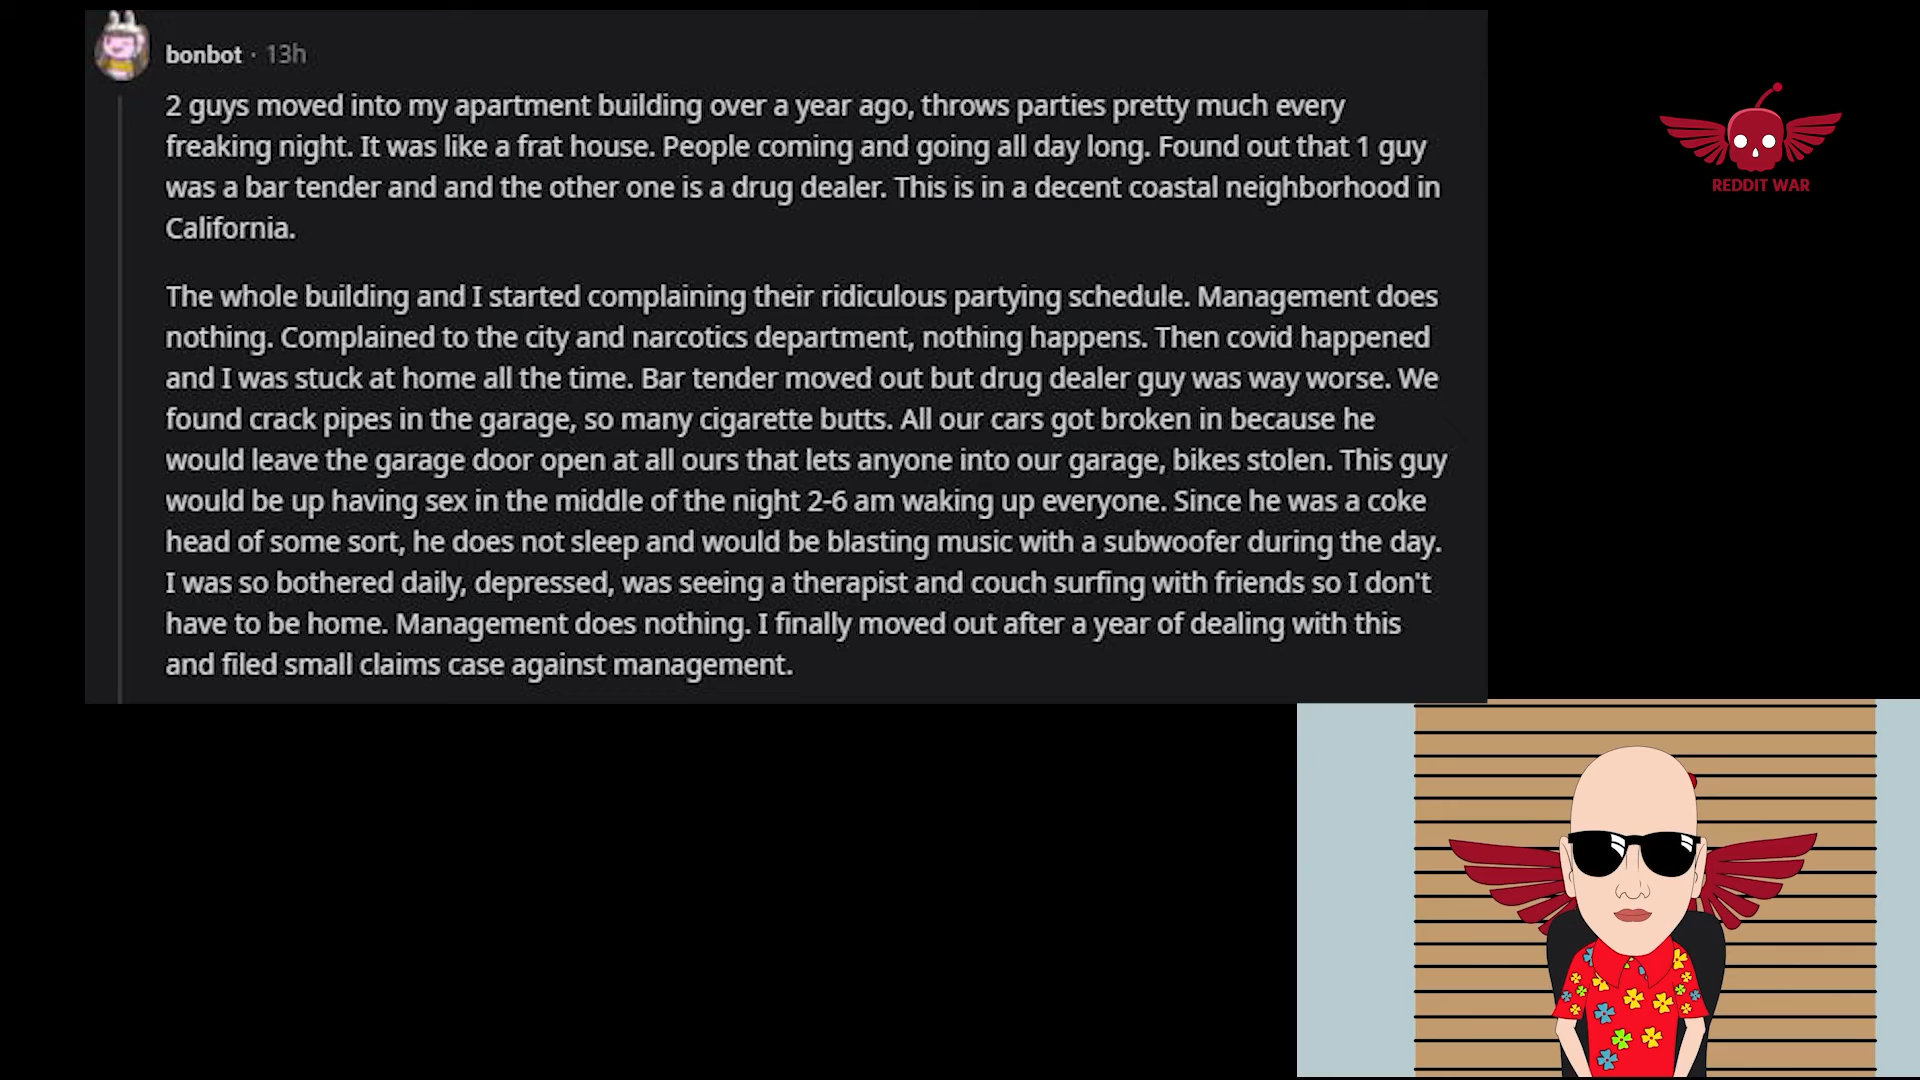 bonbot · 13h
2 guys moved into my apartment building over a year ago, throws parties pretty much every
freaking night. It was like a frat house. People coming and going all day long. Found out that 1 guy
was a bar tender and and the other one is a drug dealer. This is in a decent coastal neighborhood in
California.
The whole building and I started complaining their ridiculous partying schedule. Management does
nothing. Complained to the city and narcotics department, nothing happens. Then covid happened
and I was stuck at home all the time. Bar tender moved out but drug dealer guy was way worse. We
found crack pipes in the garage, so many cigarette butts. All our cars got broken in because he
would leave the garage door open at all ours that lets anyone into our garage, bikes stolen. This guy
would be up having sex in the middle of the night 2-6 am waking up everyone. Since he was a coke
head of some sort, he does not sleep and would be blasting music with a subwoofer during the day.
I was so bothered daily, depressed, was seeing a therapist and couch surfing with friends so I don't
have to be home. Management does nothing. I finally moved out after a year of dealing with this
and filed small claims case against management.
REDDIT WAR